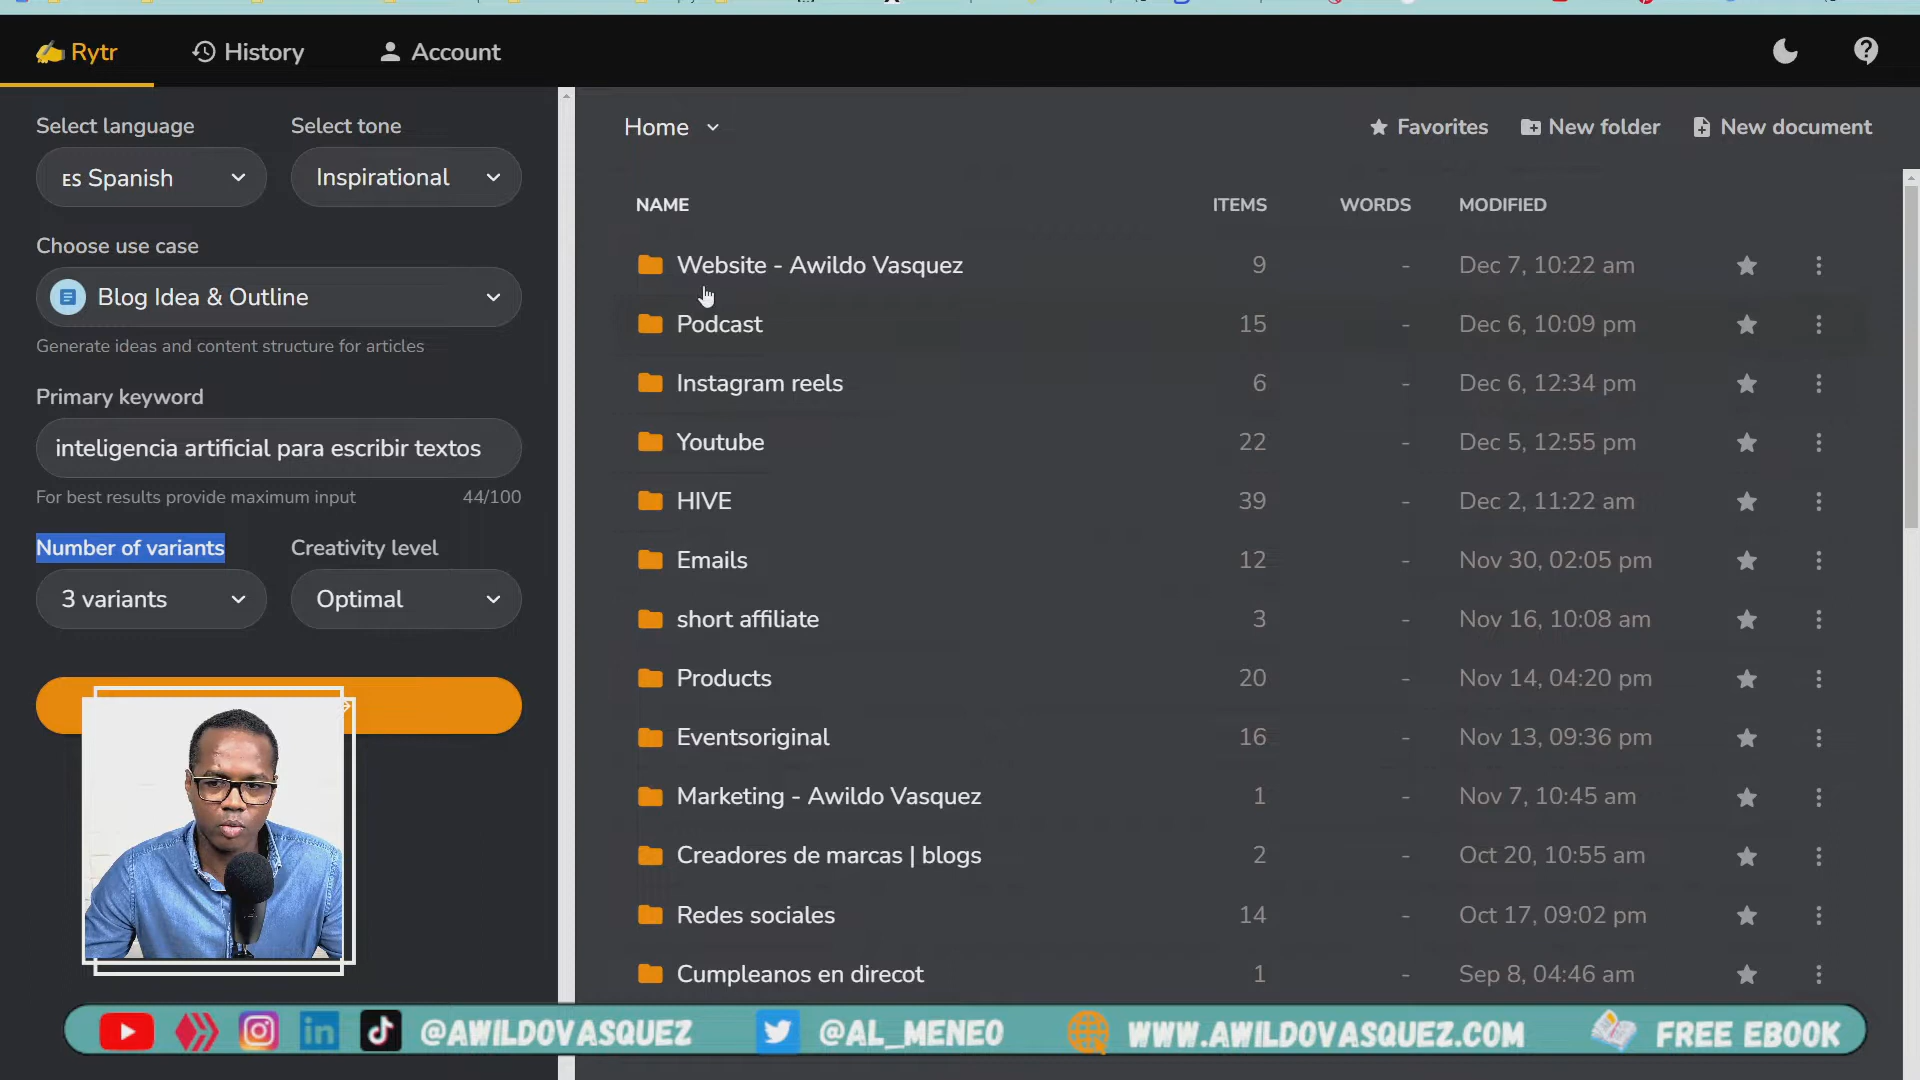 Rytr
History
Account
Select language
Select tone
ES Spanish
Inspirational
Choose use case
Blog Idea & Outline
Generate ideas and content structure for articles
Primary keyword
inteligencia artificial para escribir textos
For best results provide maximum input 44/100
Number of variants
Creativity level
3 variants
Optimal
Home
Favorites
New folder
New document
NAME ITEMS WORDS MODIFIED
Website - Awildo Vasquez 9 - Dec 7, 10:22 am
Podcast 15 - Dec 6, 10:09 pm
Instagram reels 6 - Dec 6, 12:34 pm
Youtube 22 - Dec 5, 12:55 pm
HIVE 39 - Dec 2, 11:22 am
Emails 12 - Nov 30, 02:05 pm
short affiliate 3 - Nov 16, 10:08 am
Products 20 - Nov 14, 04:20 pm
Eventsoriginal 16 - Nov 13, 09:36 pm
Marketing - Awildo Vasquez 1 - Nov 7, 10:45 am
Creadores de marcas | blogs 2 - Oct 20, 10:55 am
Redes sociales 14 - Oct 17, 09:02 pm
Cumpleanos en direcot 1 - Sep 8, 04:46 am
in @AWILDOVASQUEZ @AL_MENEO WWW.AWILDOVASQUEZ.COM FREE EBOOK